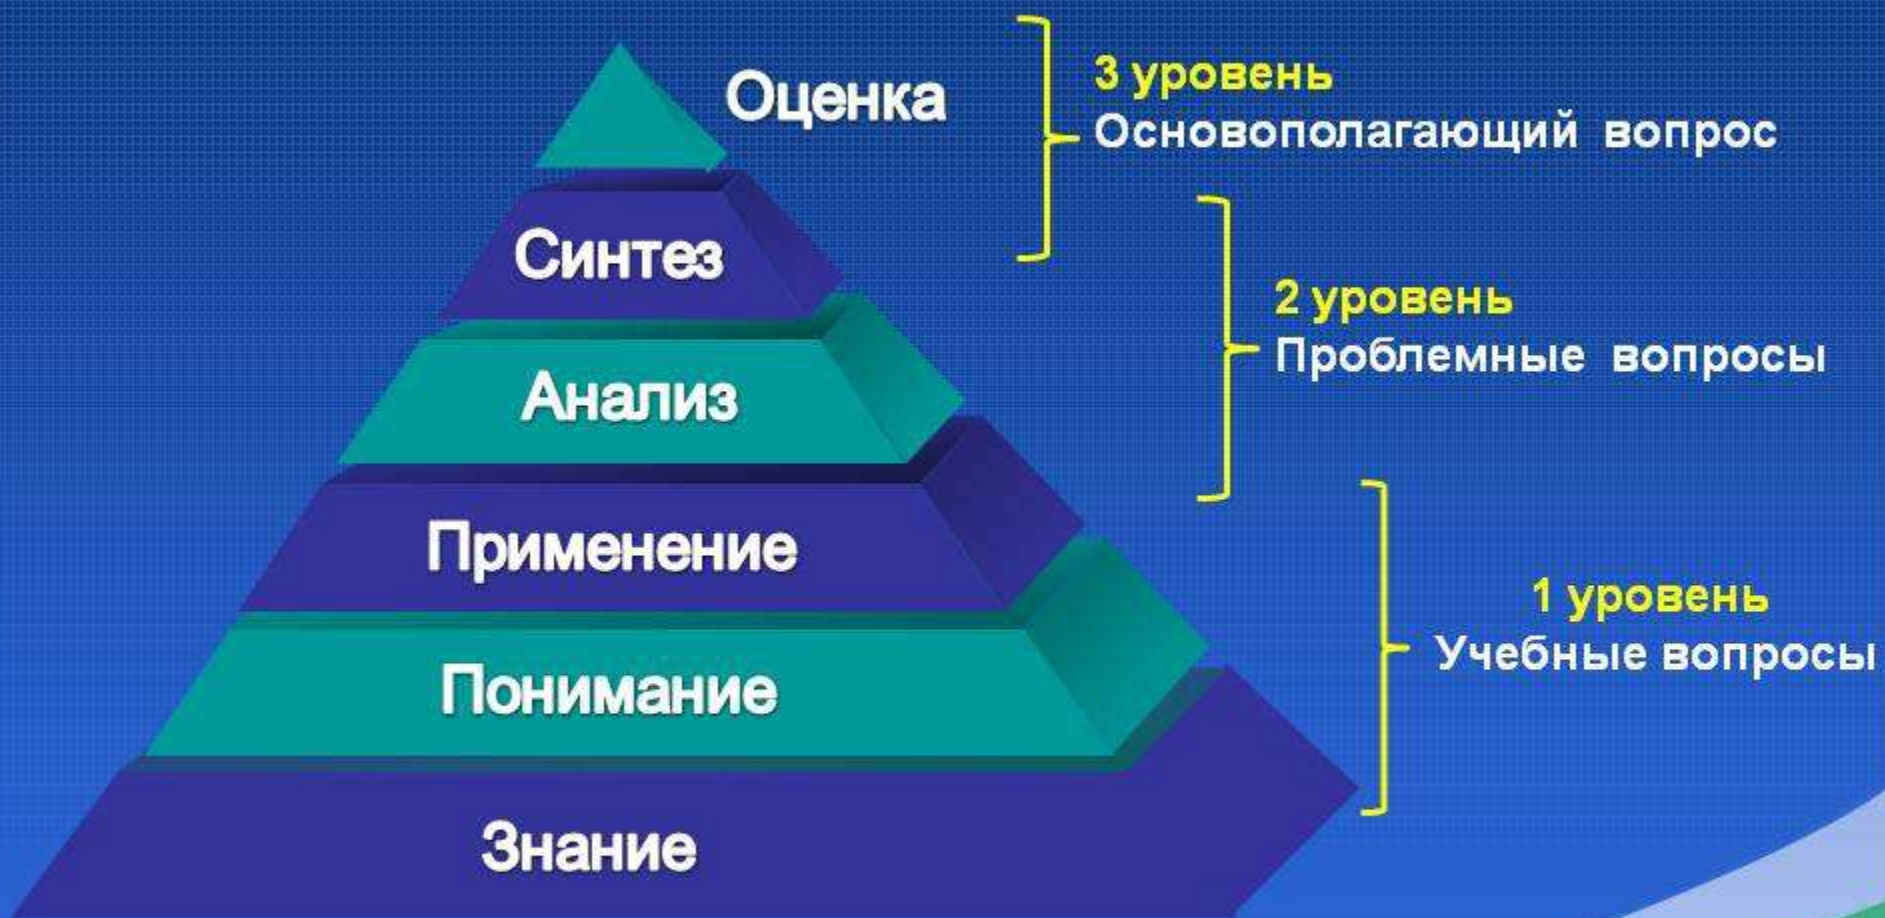 Оценка
3 уровень
Основополагающий вопрос
Синтез
2 уровень
Проблемные вопросы
Анализ
Применение
1 уровень
Учебные вопросы
Понимание
Знание